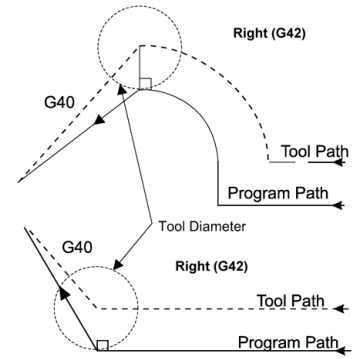 Right (G42)
G40
Tool Path
Program Path
Tool Diameter
G40
Right (G42)
Tool Path
Program Path